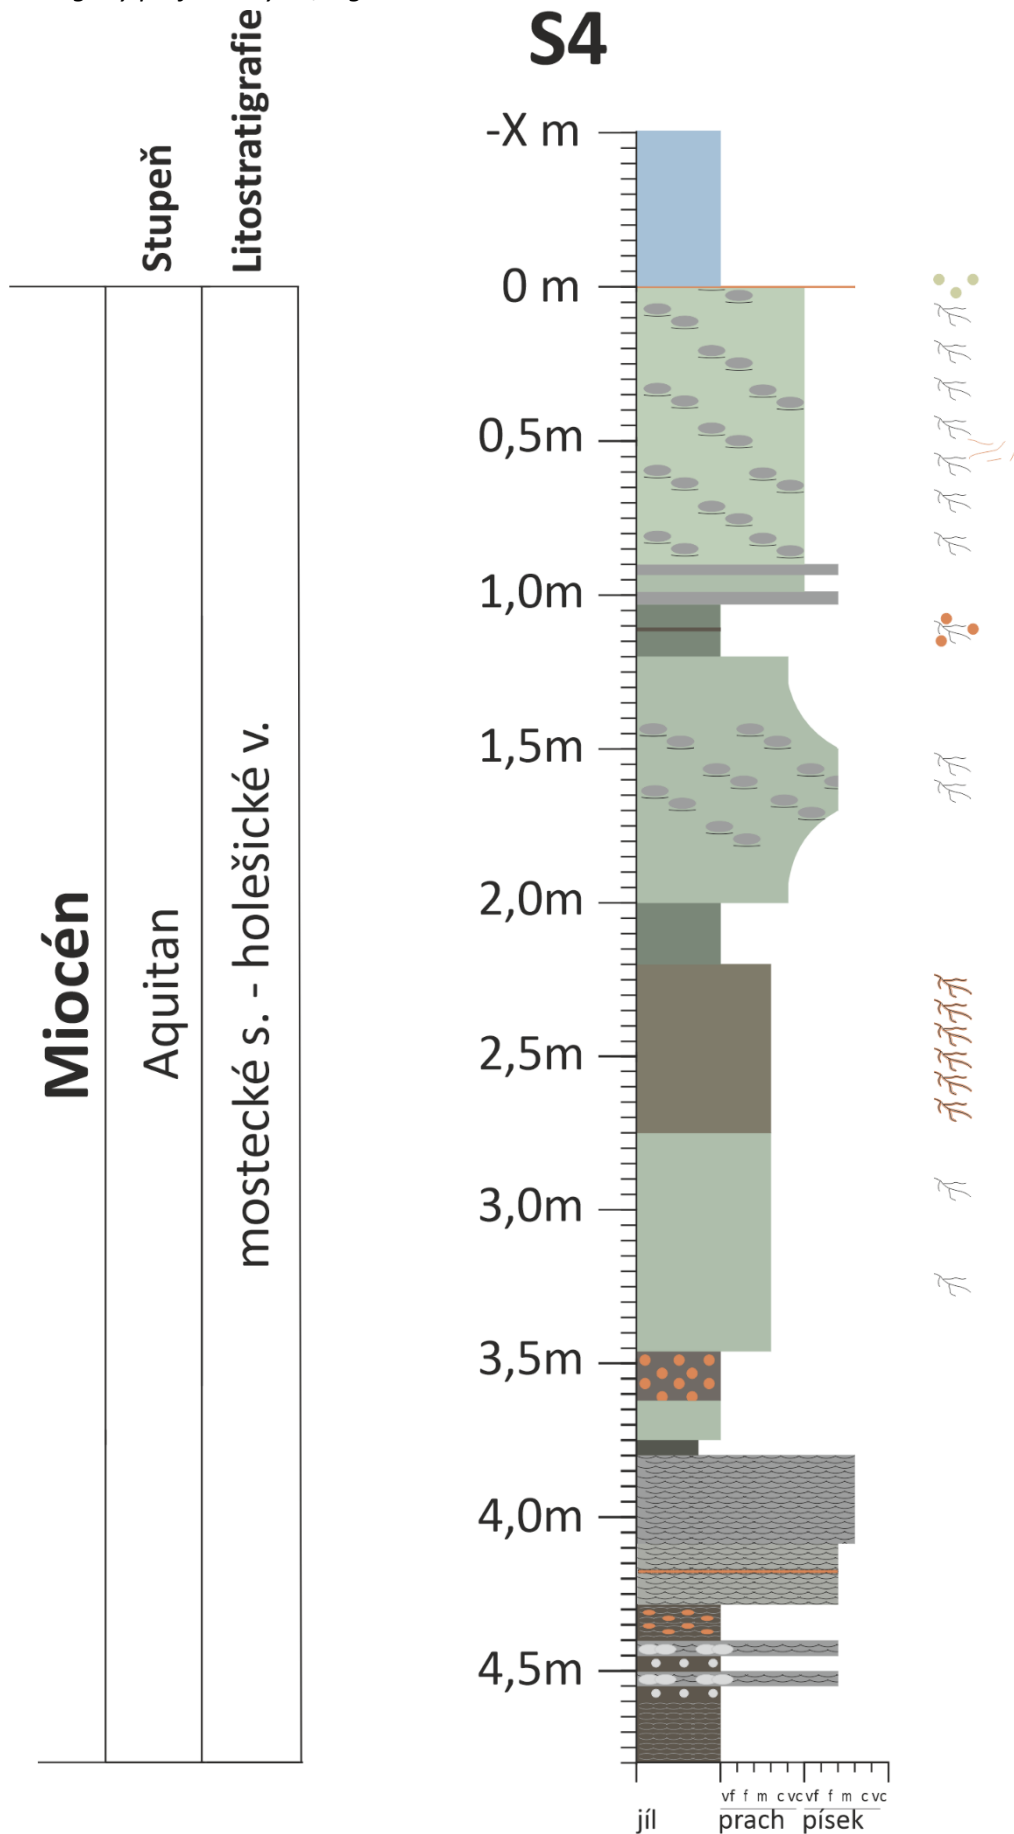 S4
Stupeň
Litostratigrafie
-X m
0 m
0,5m
1,0m
1,5m
2,0m
2,5m
3,0m
3,5m
4,0m
4,5m
Miocén
Aquitan
mostecké s. - holešické v.
vf f m c vc vf f m c vc
jíl prach písek